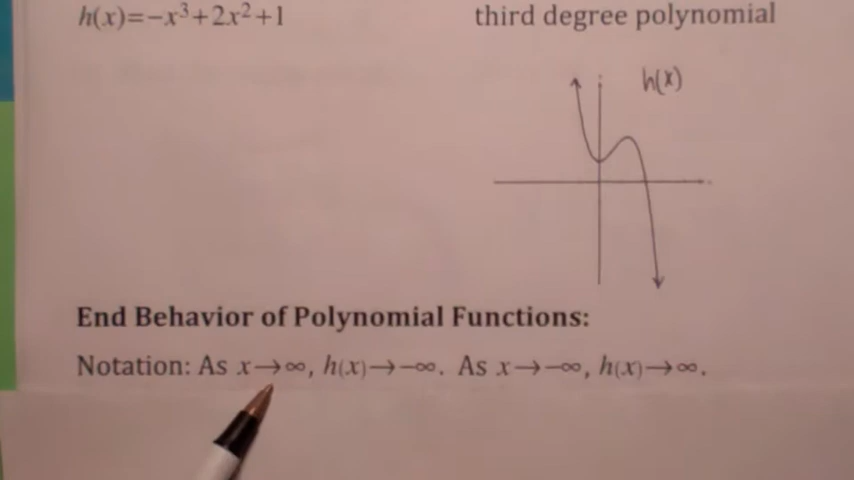 h(x)=−x³+2x²+1 third degree polynomial
h(x)
End Behavior of Polynomial Functions:
Notation: As x→∞, h(x)→−∞. As x→−∞, h(x)→∞.